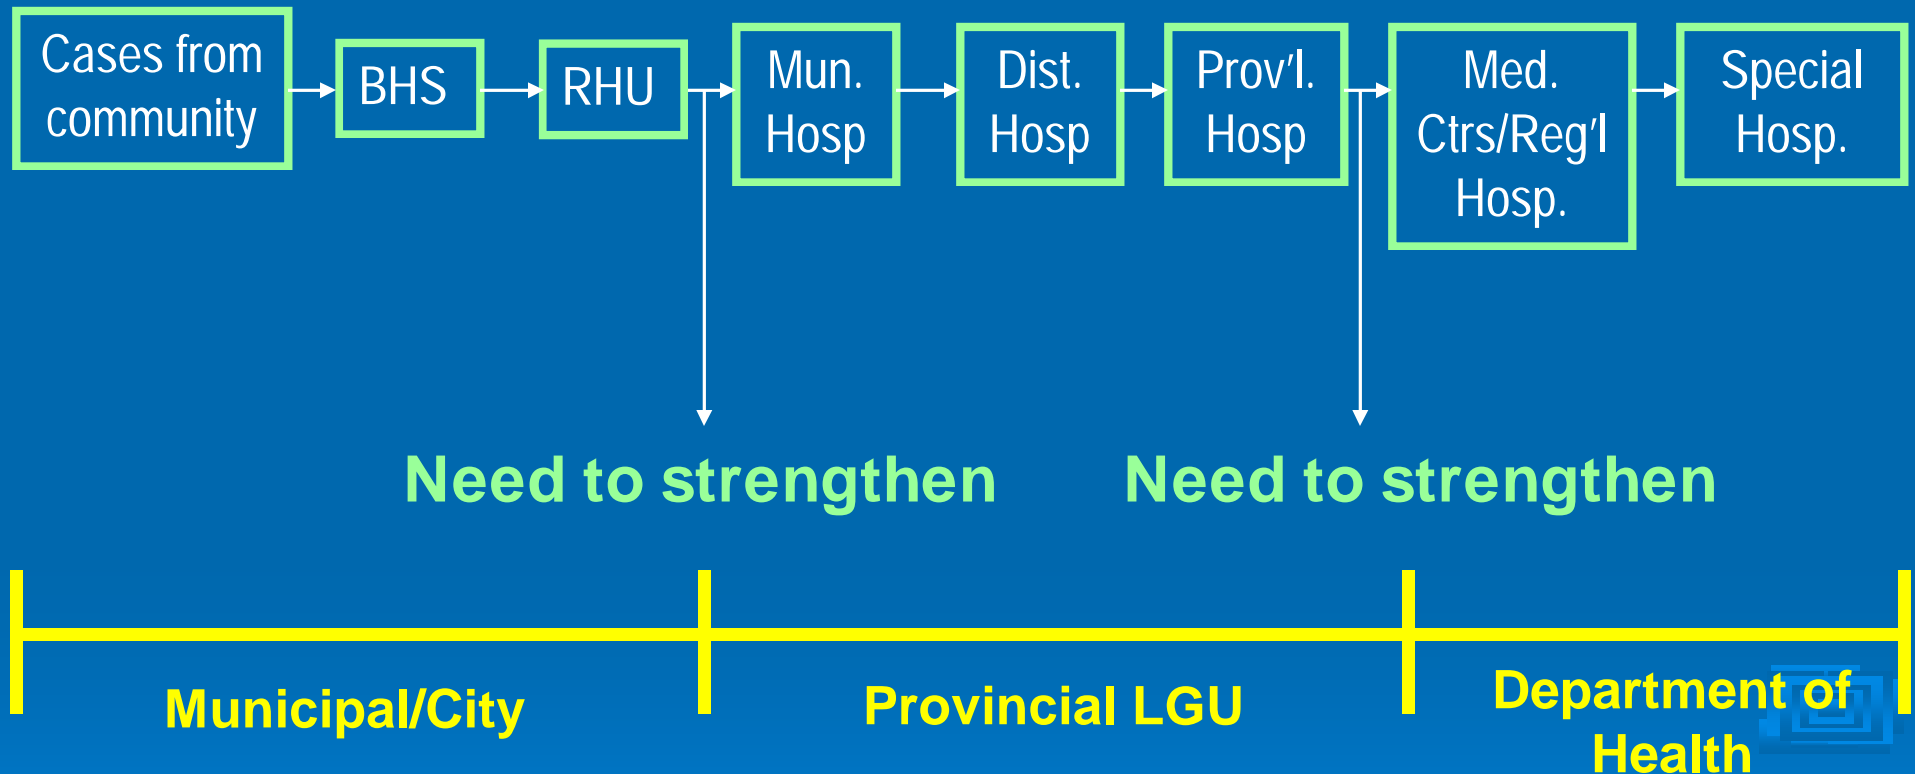 Cases from
community
BHS
RHU
Mun.
Hosp
Dist.
Hosp
Prov'l.
Hosp
Med.
Ctrs/Reg'l
Hosp.
Special
Hosp.
Need to strengthen
Need to strengthen
Municipal/City
Provincial LGU
Department of
Health